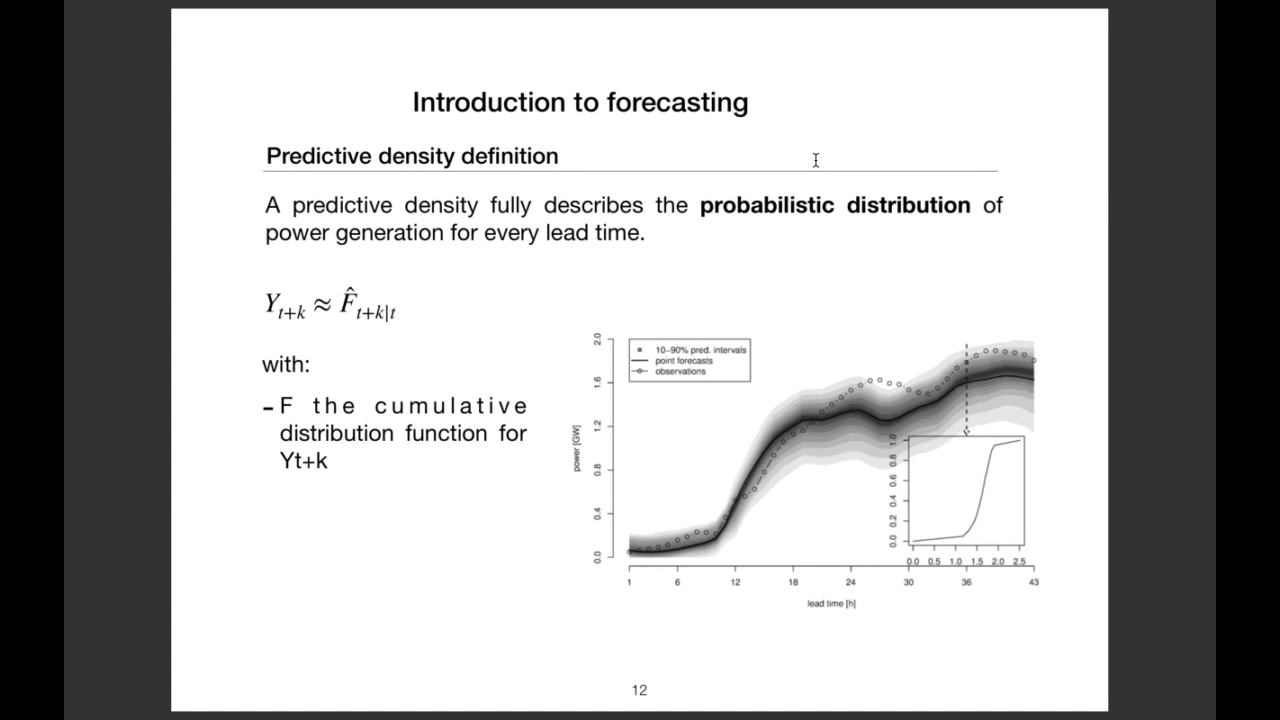 Introduction to forecasting
Predictive density definition
A predictive density fully describes the probabilistic distribution of
power generation for every lead time.
Y_{t+k} ≈ F̂_{t+k|t}
with:
- F the cumulative
distribution function for
Yt+k
10−90% pred. intervals
point forecasts
observations
power [GW]
2.0
1.6
1.2
0.8
0.4
0.0
1 6 12 18 24 30 36 43
lead time [h]
1.0
0.8
0.6
0.4
0.2
0.0
0.0 0.5 1.0 1.5 2.0 2.5
12